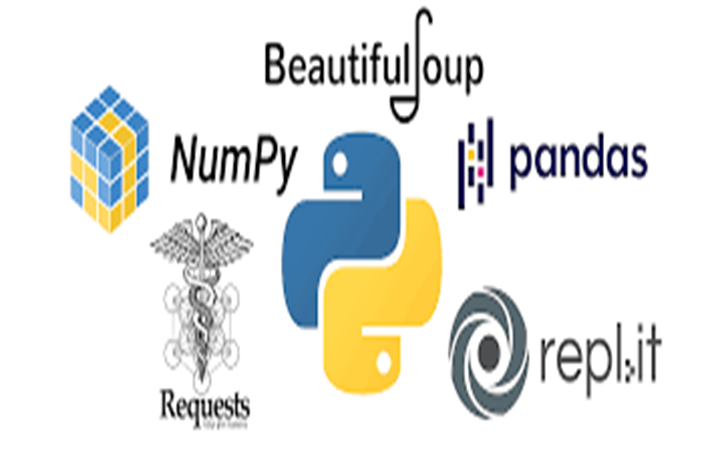 BeautifulSoup
NumPy
pandas
Requests
repl.it